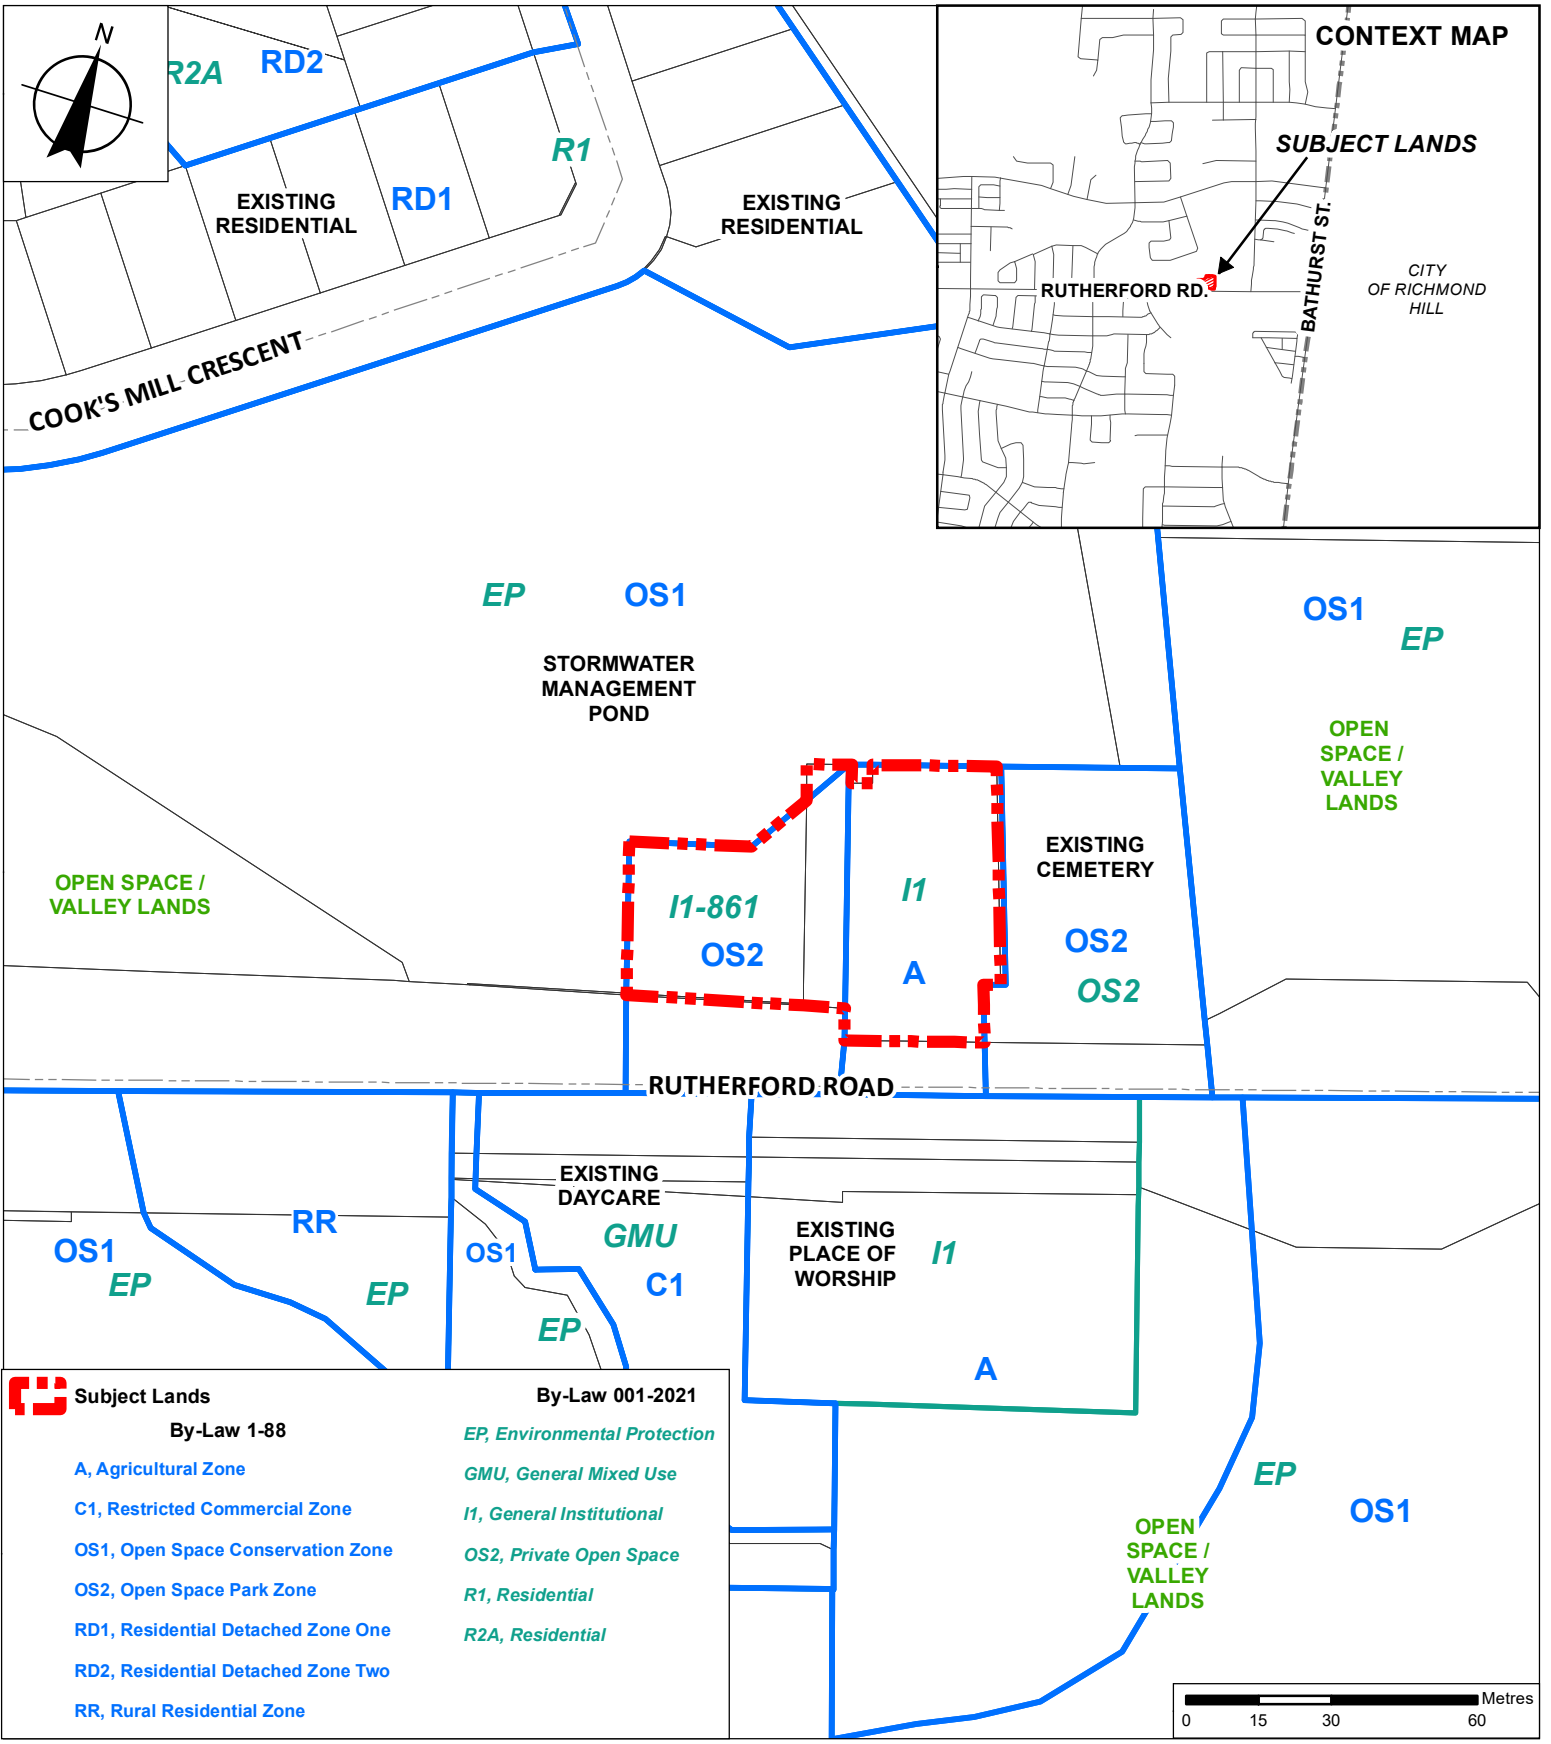 N
R2A
RD2
R1
RD1
EXISTING
RESIDENTIAL
EXISTING
RESIDENTIAL
COOK'S MILL CRESCENT
CONTEXT MAP
SUBJECT LANDS
BATHURST ST.
RUTHERFORD RD.
CITY
OF RICHMOND
HILL
EP
OS1
STORMWATER
MANAGEMENT
POND
OS1
EP
OPEN
SPACE /
VALLEY
LANDS
OPEN SPACE /
VALLEY LANDS
I1-861
OS2
I1
A
EXISTING
CEMETERY
OS2
OS2
RUTHERFORD ROAD
EXISTING
DAYCARE
GMU
C1
RR
OS1
EP
EP
OS1
EP
EXISTING
PLACE OF
WORSHIP
I1
A
EP
OS1
OPEN
SPACE /
VALLEY
LANDS
Subject Lands
By-Law 1-88
A, Agricultural Zone
C1, Restricted Commercial Zone
OS1, Open Space Conservation Zone
OS2, Open Space Park Zone
RD1, Residential Detached Zone One
RD2, Residential Detached Zone Two
RR, Rural Residential Zone
By-Law 001-2021
EP, Environmental Protection
GMU, General Mixed Use
I1, General Institutional
OS2, Private Open Space
R1, Residential
R2A, Residential
Metres
0 15 30 60